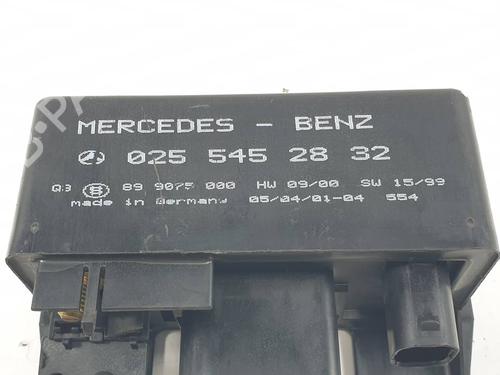 MERCEDES - BENZ
025 545 28 32
Q3 89 9075 000 HW 09/00 SW 15/99
made in Germany 05/04/01-04 554